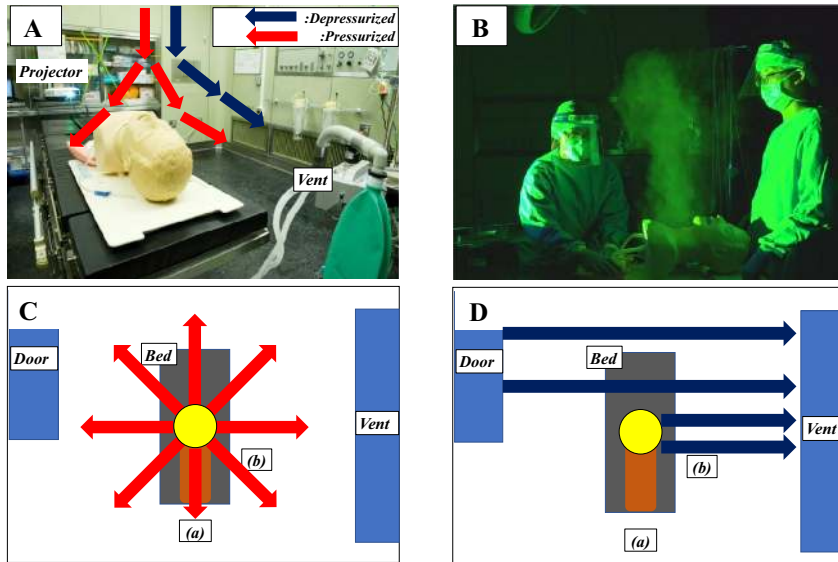 A
:Depressurized
:Pressurized
Projector
Vent
B
C
Door
Bed
Vent
(b)
(a)
D
Door
Bed
Vent
(b)
(a)